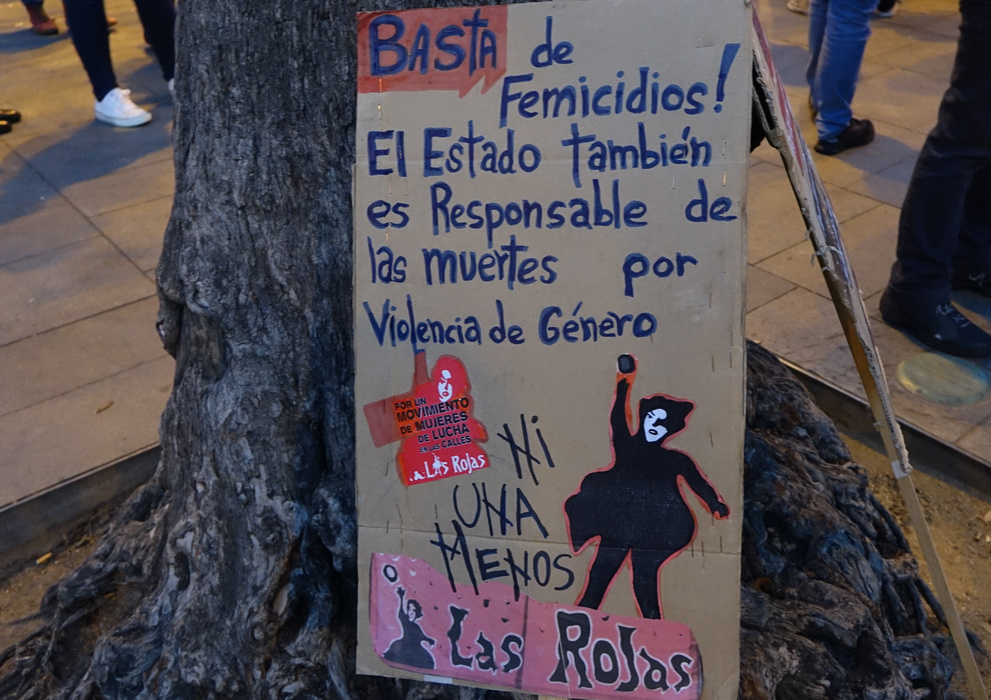 BASTA de
Femicidios!
El Estado también
es Responsable de
las muertes por
Violencia de Género
POR UN
MOVIMIENTO
DE MUJERES
DE LUCHA
EN LAS CALLES
LAS ROJAS
NI
UNA
MENOS
Las Rojas